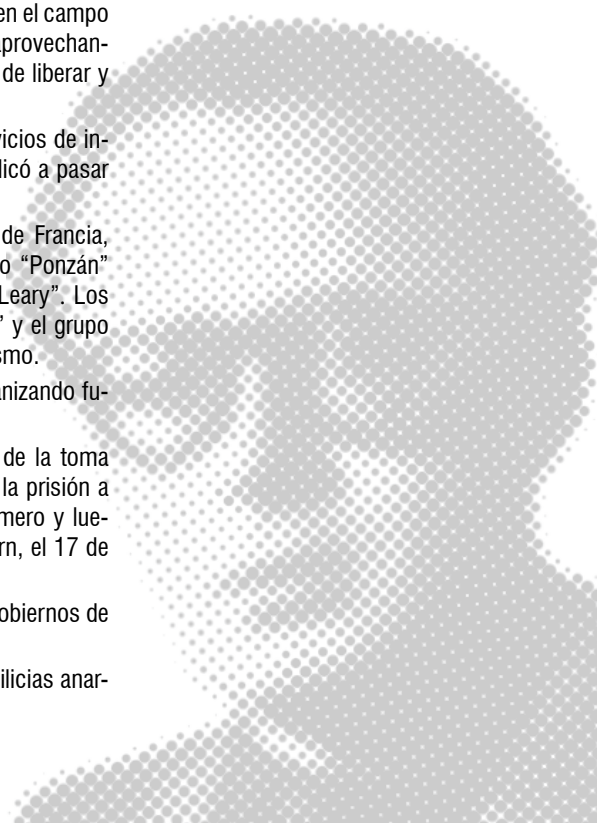 en el campo
aprovechan-
de liberar y
vicios de in-
licó a pasar
de Francia,
o “Ponzán”
Leary”. Los
” y el grupo
smo.
anizando fu-
de la toma
la prisión a
mero y lue-
rn, el 17 de
obiernos de
ilicias anar-